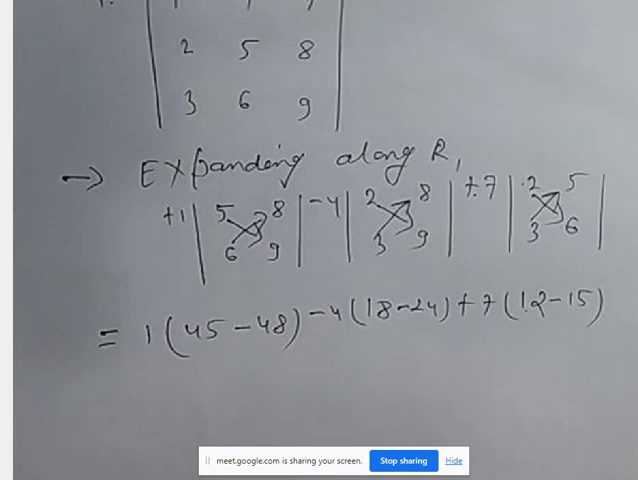 2 5 8
3 6 9
→ Expanding along R1
+1 | 5 8 | -4 | 2 8 | +7 | 2 5 |
6 9 3 9 3 6
= 1(45-48)-4(18-24)+7(12-15)
meet.google.com is sharing your screen. Stop sharing Hide